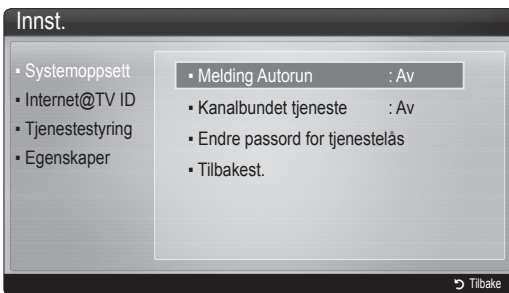 Innst.
Systemoppsett
Internet@TV ID
Tjenestestyring
Egenskaper
Melding Autorun : Av
Kanalbundet tjeneste : Av
Endre passord for tjenestelås
Tilbakest.
Tilbake